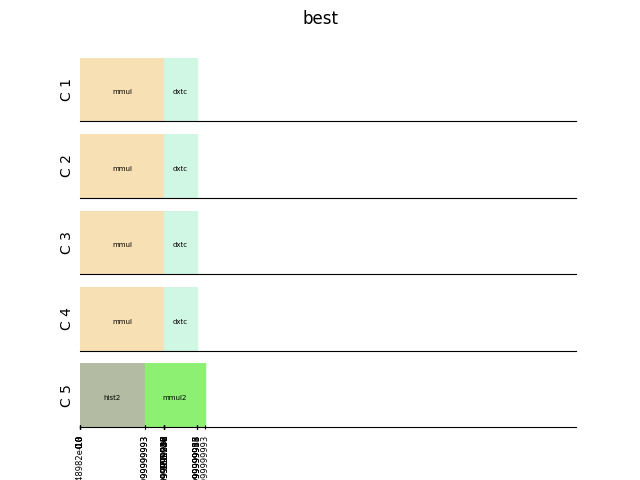 best
C 1
mmul
dxtc
C 2
mmul
dxtc
C 3
mmul
dxtc
C 4
mmul
dxtc
C 5
hist2
mmul2